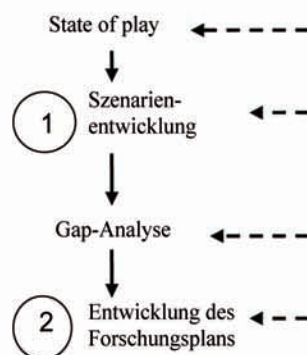 State of play
1
Szenarien-
entwicklung
Gap-Analyse
2
Entwicklung des
Forschungsplans